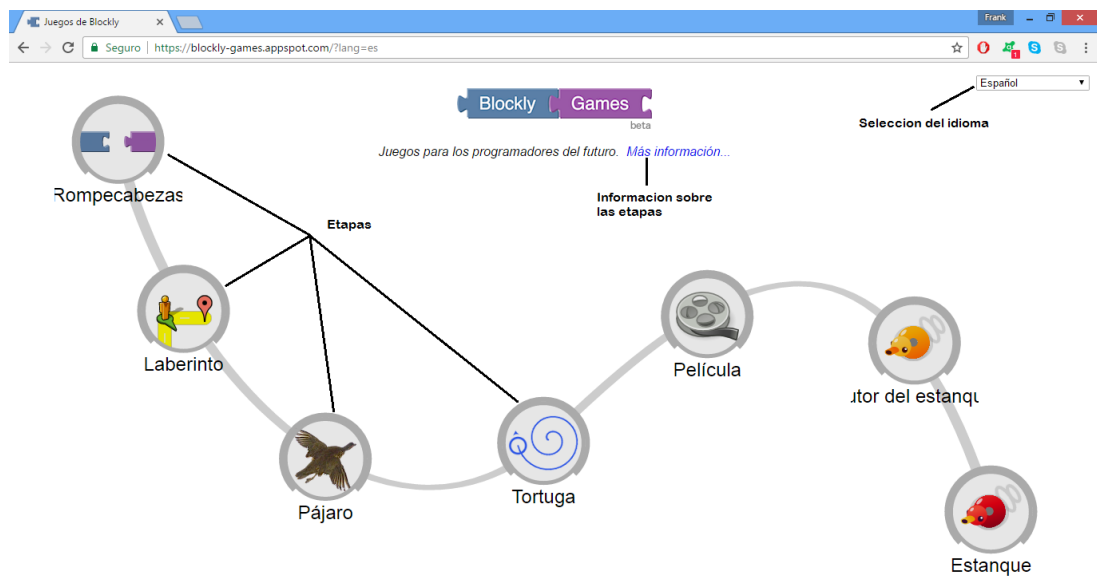 Juegos de Blockly
Frank
Seguro https://blockly-games.appspot.com/?lang=es
1
Español
Blockly Games
beta
Seleccion del idioma
Juegos para los programadores del futuro. Más información...
Rompecabezas
Informacion sobre
las etapas
Etapas
Laberinto
Película
utor del estanqu
Tortuga
Pájaro
Estanque